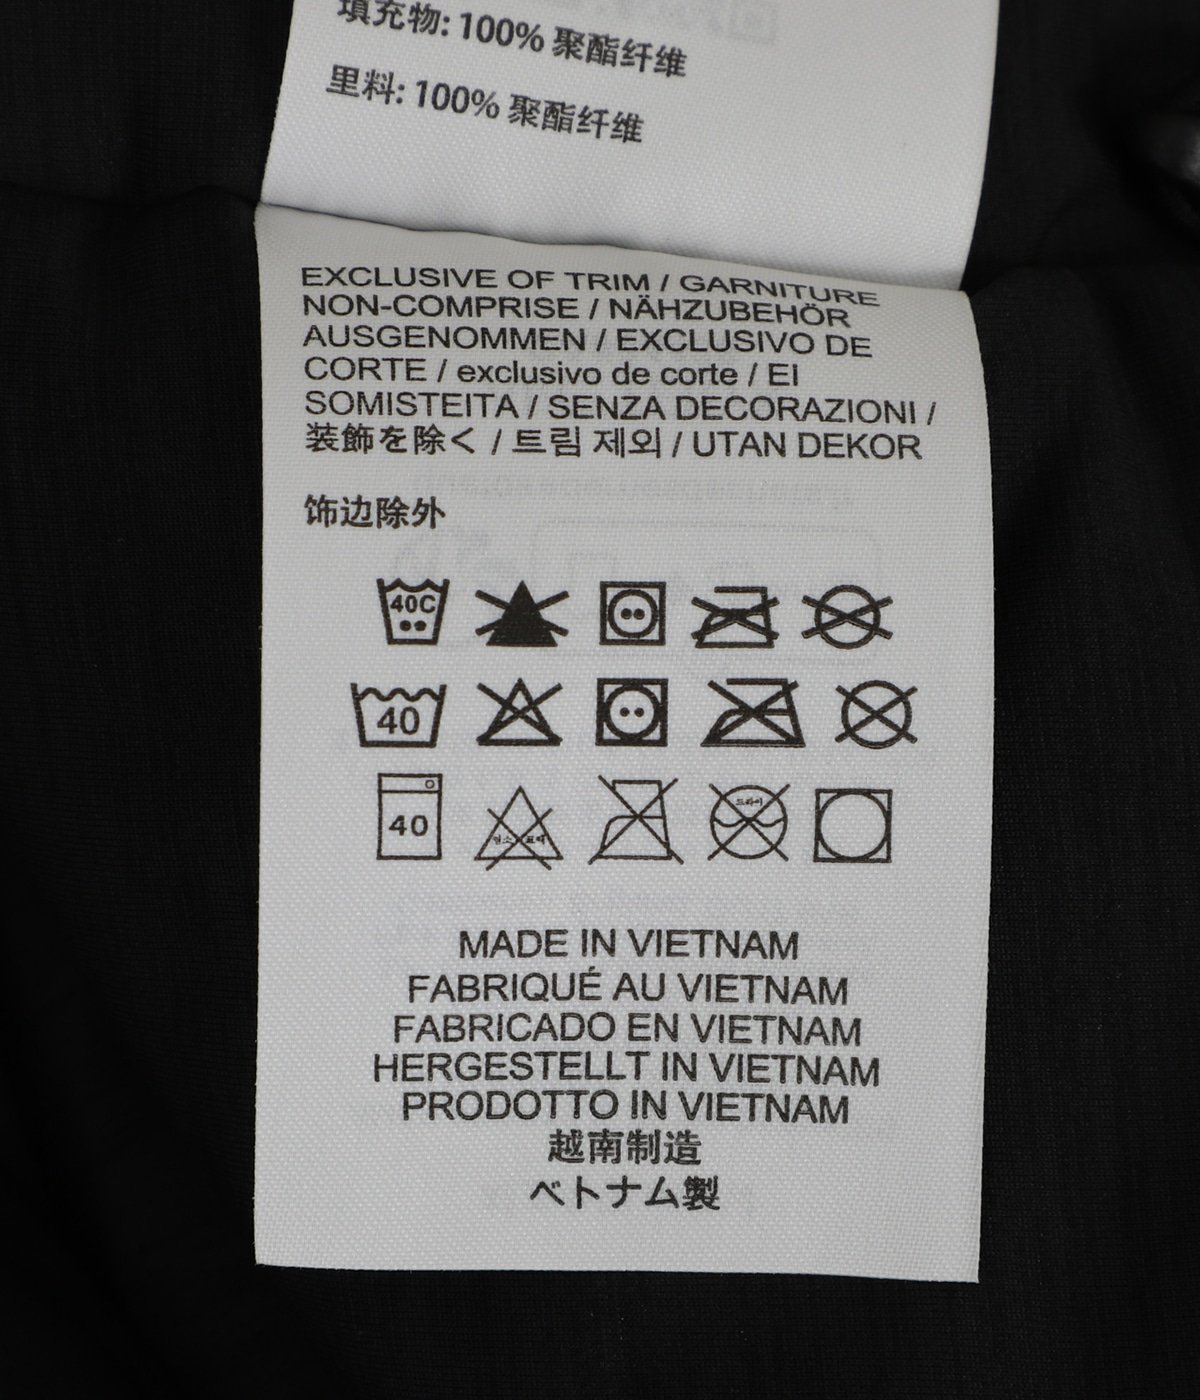 填充物: 100% 聚酯纤维
里料: 100% 聚酯纤维
EXCLUSIVE OF TRIM / GARNITURE
NON-COMPRISE / NÄHZUBEHÖR
AUSGENOMMEN / EXCLUSIVO DE
CORTE / exclusivo de corte / EI
SOMISTEITA / SENZA DECORAZIONI /
装飾を除く / 트림 제외 / UTAN DEKOR
饰边除外
40C
40
40
드라이
MADE IN VIETNAM
FABRIQUÉ AU VIETNAM
FABRICADO EN VIETNAM
HERGESTELLT IN VIETNAM
PRODOTTO IN VIETNAM
越南制造
ベトナム製